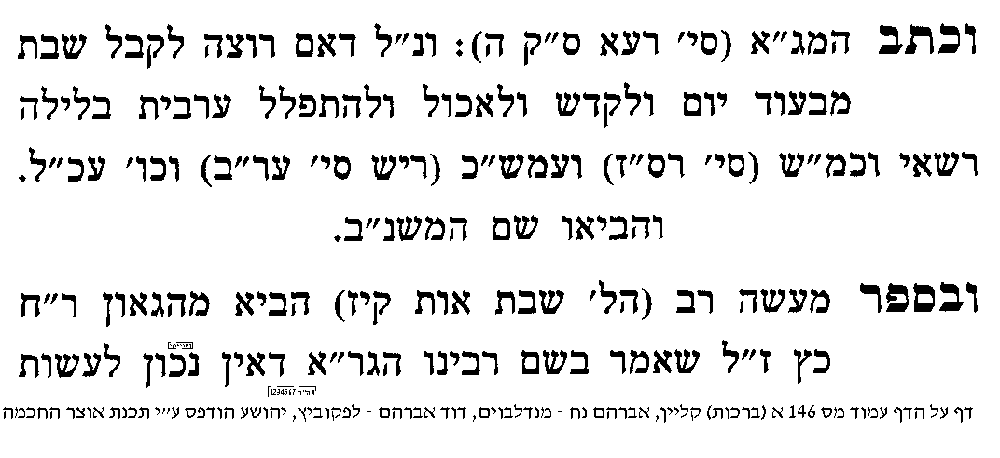 וכתב המג״א (סי׳ רעא ס״ק ה): ונ״ל דאם רוצה לקבל שבת
מבעוד יום ולקדש ולאכול ולהתפלל ערבית בלילה
רשאי וכמ״ש (סי׳ רס״ז) ועמש״כ (ריש סי׳ ער״ב) וכו׳ עכ״ל.
והביאו שם המשנ״ב.
ובספר מעשה רב (הל׳ שבת אות קיז) הביא מהגאון ר״ח
כץ ז״ל שאמר בשם רבינו הגר״א דאין נכון לעשות
אה״ח 1234567
דף על הדף עמוד מס 146 א (ברכות) קליין, אברהם נח - מנדלבוים, דוד אברהם - לפקוביץ, יהושע הודפס ע״י תכנת אוצר החכמה